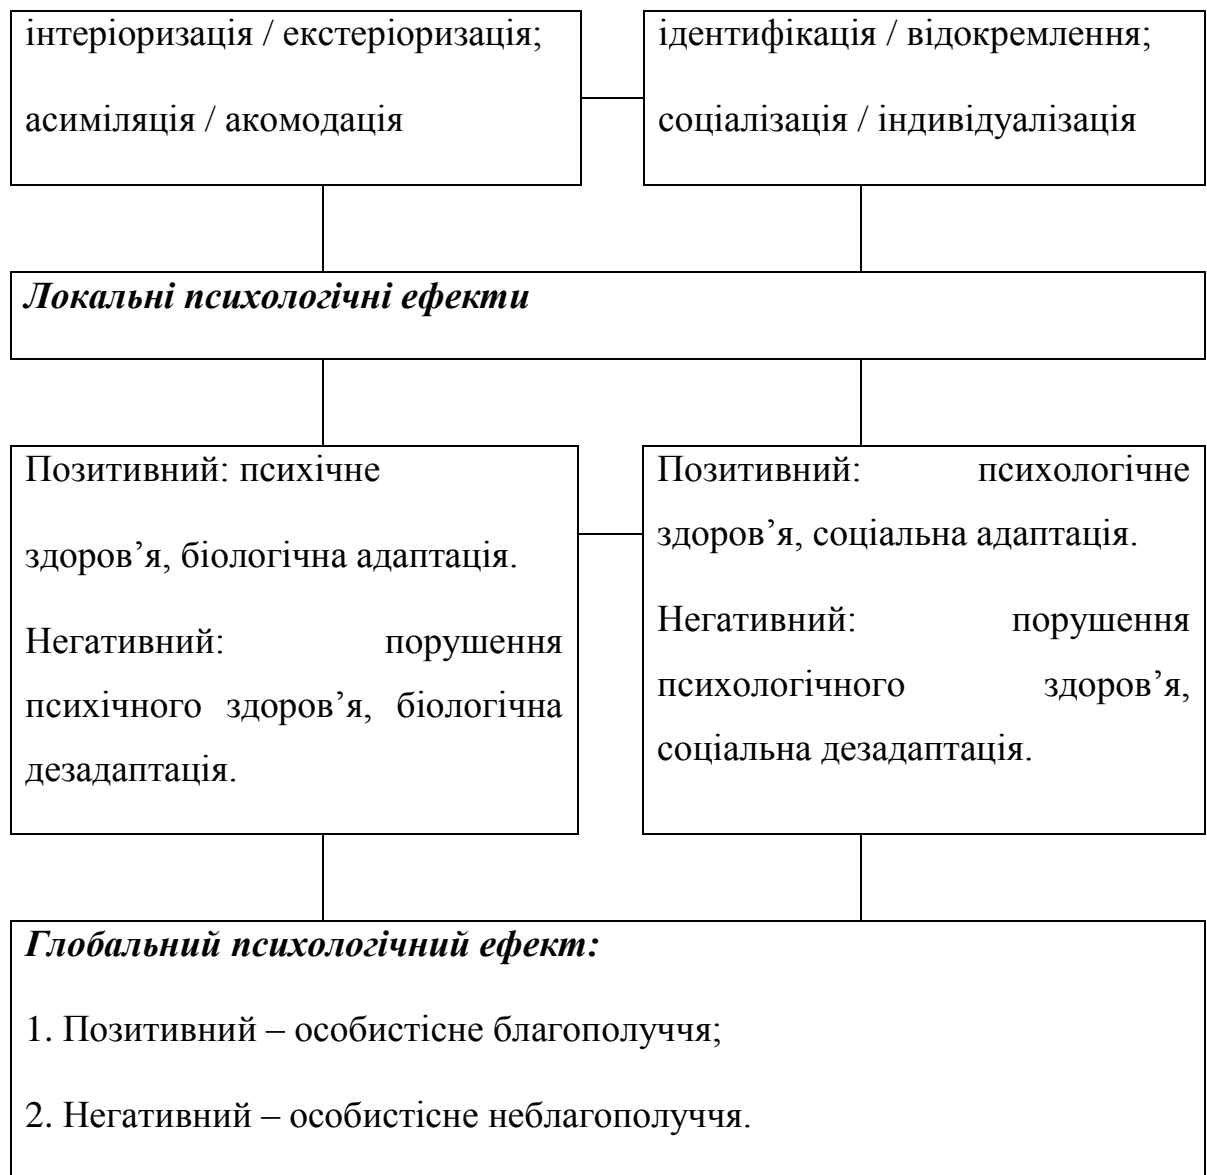 інтеріоризація / екстеріоризація;
асиміляція / акомодація
ідентифікація / відокремлення;
соціалізація / індивідуалізація
Локальні психологічні ефекти
Позитивний: психічне
здоров’я, біологічна адаптація.
Негативний: порушення
психічного здоров’я, біологічна
дезадаптація.
Позитивний: психологічне
здоров’я, соціальна адаптація.
Негативний: порушення
психологічного здоров’я,
соціальна дезадаптація.
Глобальний психологічний ефект:
1. Позитивний – особистісне благополуччя;
2. Негативний – особистісне неблагополуччя.